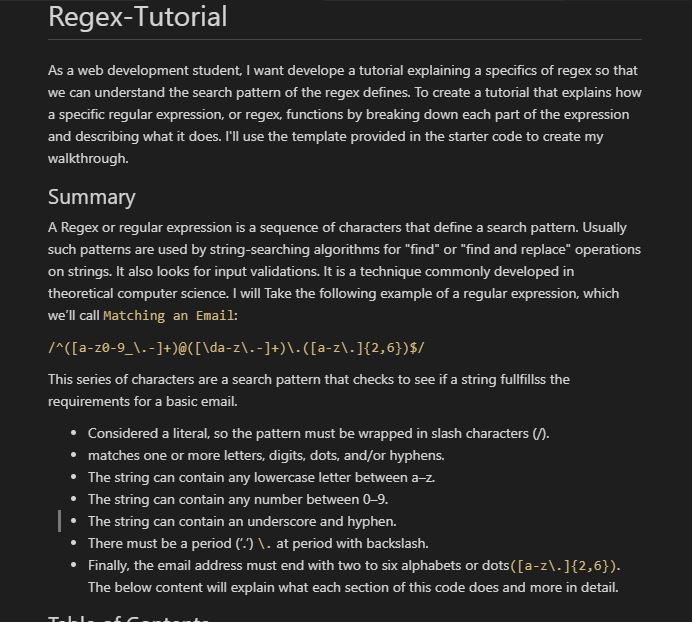 Regex-Tutorial
As a web development student, I want develope a tutorial explaining a specifics of regex so that
we can understand the search pattern of the regex defines. To create a tutorial that explains how
a specific regular expression, or regex, functions by breaking down each part of the expression
and describing what it does. I'll use the template provided in the starter code to create my
walkthrough.
Summary
A Regex or regular expression is a sequence of characters that define a search pattern. Usually
such patterns are used by string-searching algorithms for "find" or "find and replace" operations
on strings. It also looks for input validations. It is a technique commonly developed in
theoretical computer science. I will Take the following example of a regular expression, which
we'll call Matching an Email:
/^([a-z0-9_\.-]+)@([\da-z\.-]+)\.([a-z\.]{2,6})$/
This series of characters are a search pattern that checks to see if a string fullfillss the
requirements for a basic email.
• Considered a literal, so the pattern must be wrapped in slash characters (/).
• matches one or more letters, digits, dots, and/or hyphens.
• The string can contain any lowercase letter between a–z.
• The string can contain any number between 0–9.
• The string can contain an underscore and hyphen.
• There must be a period ('.') \. at period with backslash.
• Finally, the email address must end with two to six alphabets or dots([a-z\.]{2,6}).
The below content will explain what each section of this code does and more in detail.
Table of Contents